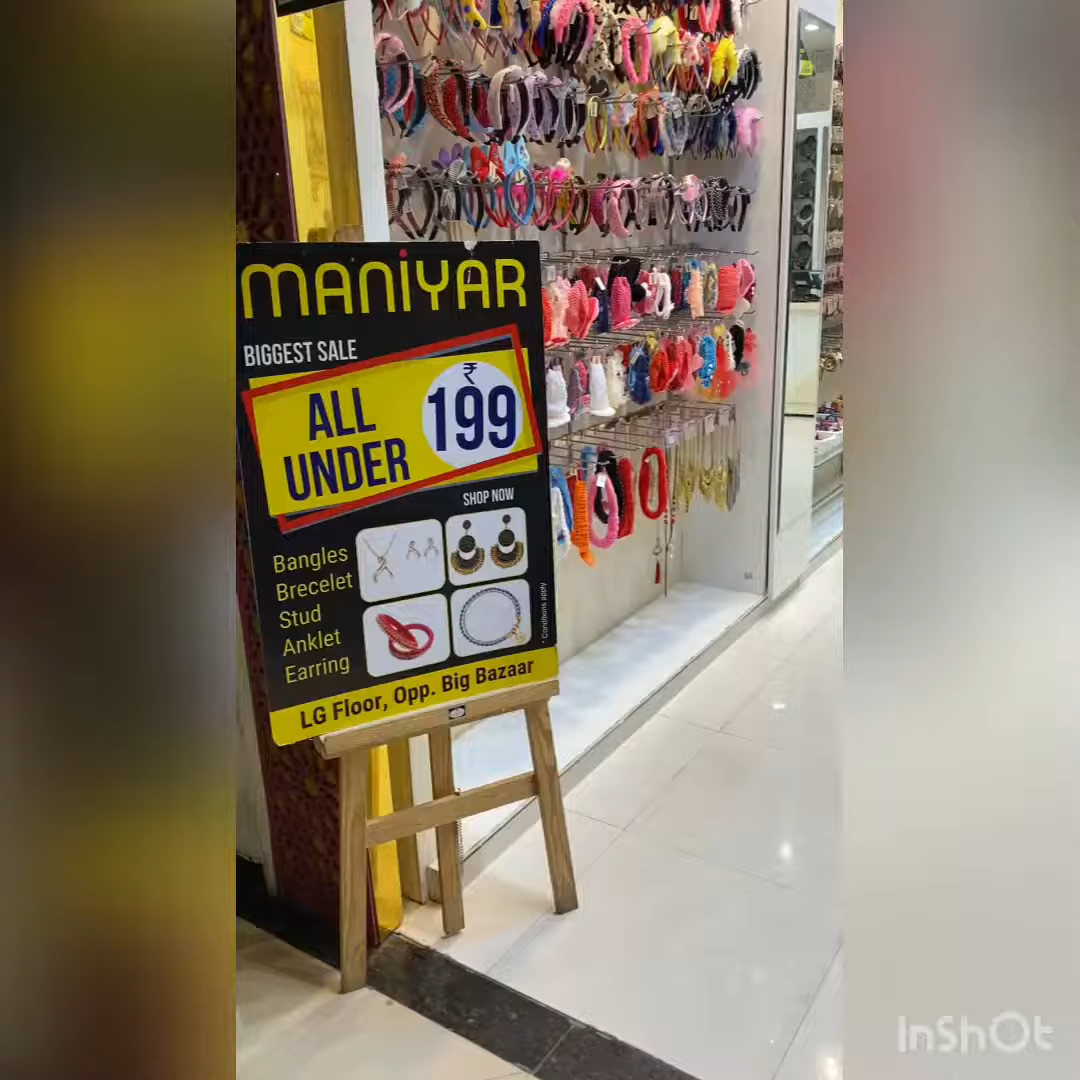 MANiYAR
BIGGEST SALE
ALL
UNDER
₹
199
SHOP NOW
Bangles
Brecelet
Stud
Anklet
Earring
* Conditions apply
LG Floor, Opp. Big Bazaar
InShOt